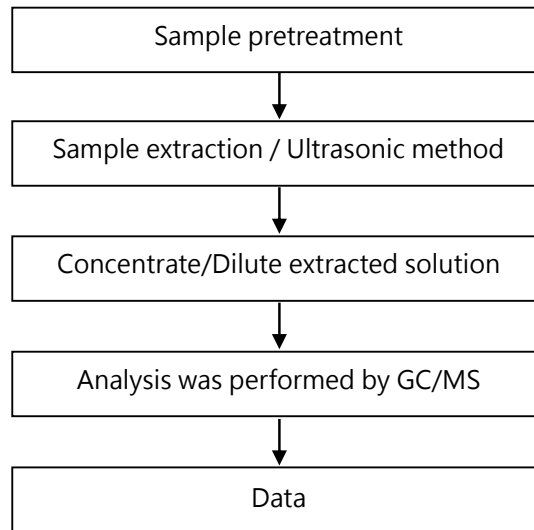 Sample pretreatment
Sample extraction / Ultrasonic method
Concentrate/Dilute extracted solution
Analysis was performed by GC/MS
Data